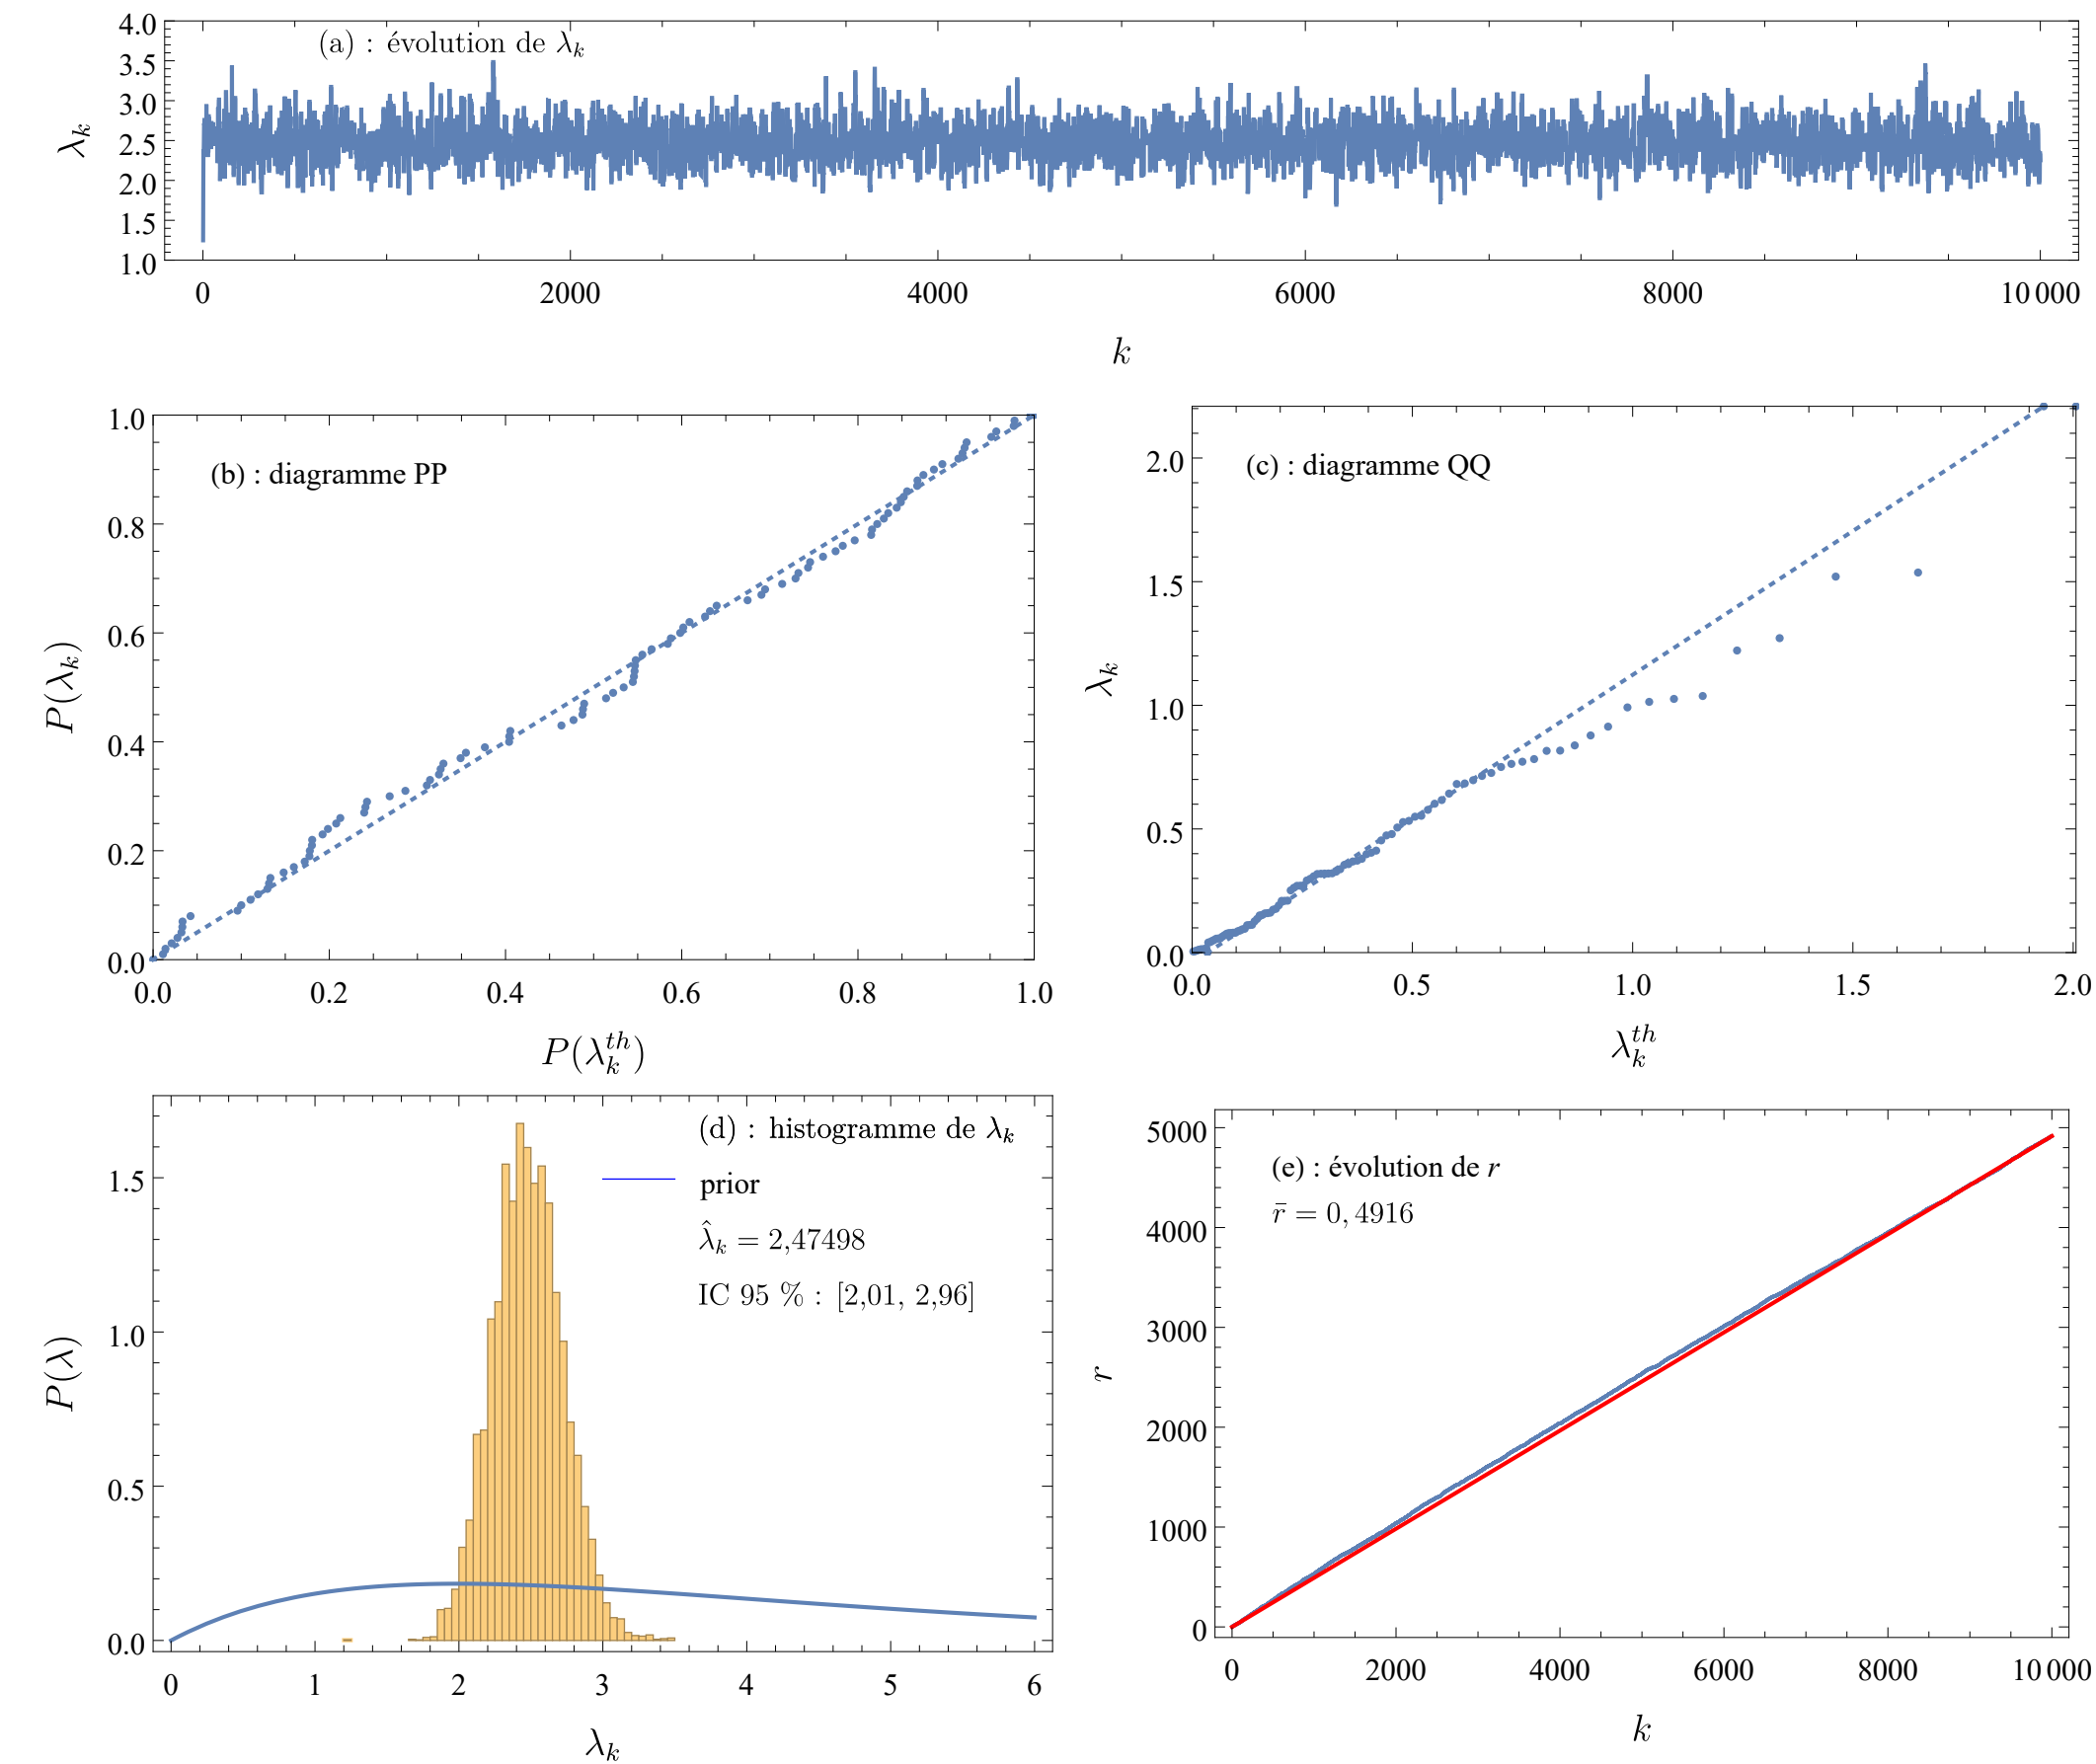 (a) : évolution de λ_k
4.0
3.5
3.0
2.5
2.0
1.5
1.0
λ_k
0 2000 4000 6000 8000 10 000
k
(b) : diagramme PP
1.0
0.8
0.6
0.4
0.2
0.0
P(λ_k)
0.0 0.2 0.4 0.6 0.8 1.0
P(λ_k^{th})
(c) : diagramme QQ
2.0
1.5
1.0
0.5
0.0
λ_k
0.0 0.5 1.0 1.5 2.0
λ_k^{th}
(d) : histogramme de λ_k
prior
λ̂_k = 2,47498
IC 95 % : [2,01, 2,96]
1.5
1.0
0.5
0.0
P(λ)
0 1 2 3 4 5 6
λ_k
(e) : évolution de r
r̄ = 0, 4916
5000
4000
3000
2000
1000
0
r
0 2000 4000 6000 8000 10 000
k